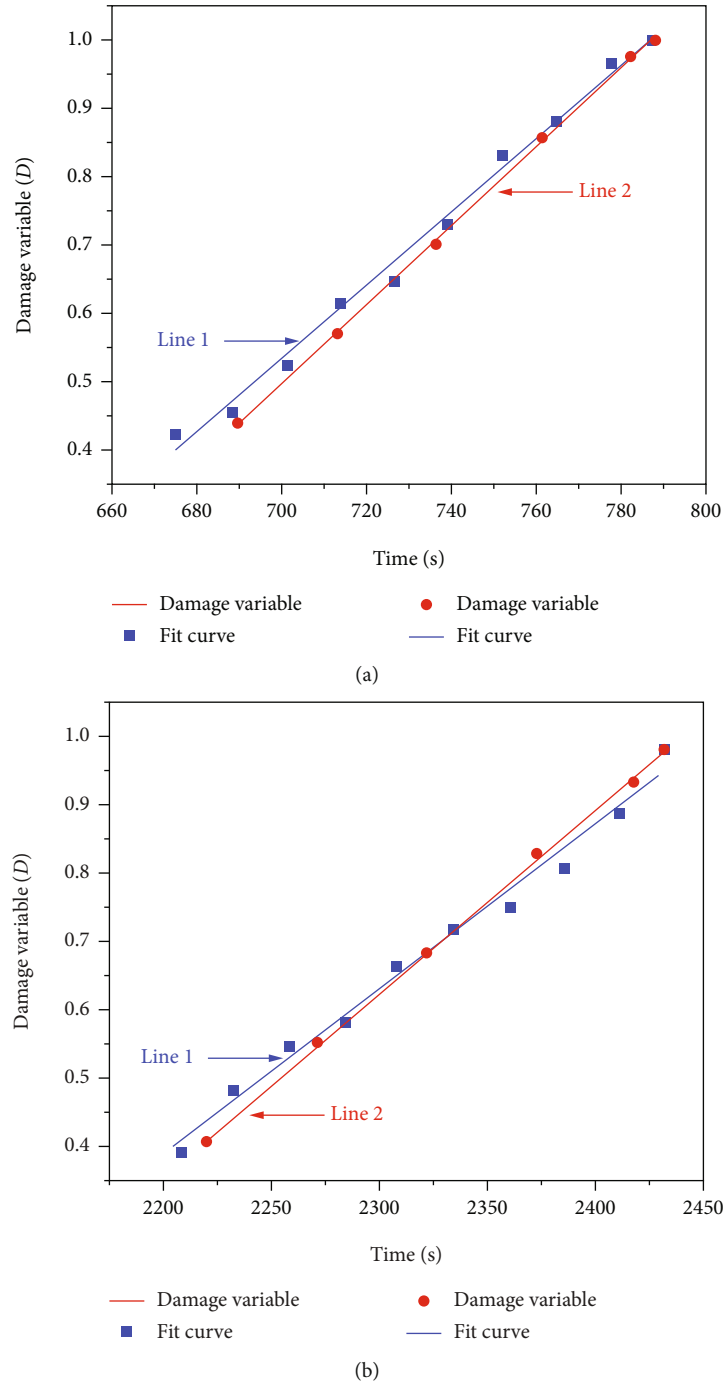 1.0
0.9
0.8
0.7
0.6
0.5
0.4
Damage variable (D)
Line 2
Line 1
660 680 700 720 740 760 780 800
Time (s)
Damage variable Damage variable
Fit curve Fit curve
(a)
1.0
0.9
0.8
0.7
0.6
0.5
0.4
Damage variable (D)
Line 1
Line 2
2200 2250 2300 2350 2400 2450
Time (s)
Damage variable Damage variable
Fit curve Fit curve
(b)